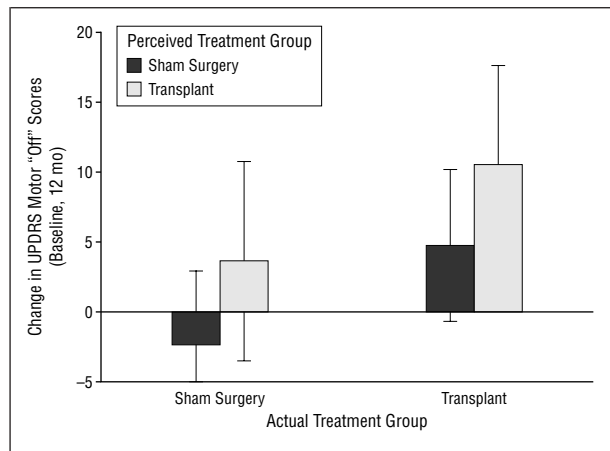 20
15
10
5
0
–5
Change in UPDRS Motor “Off” Scores
(Baseline, 12 mo)
Perceived Treatment Group
Sham Surgery
Transplant
Sham Surgery
Transplant
Actual Treatment Group